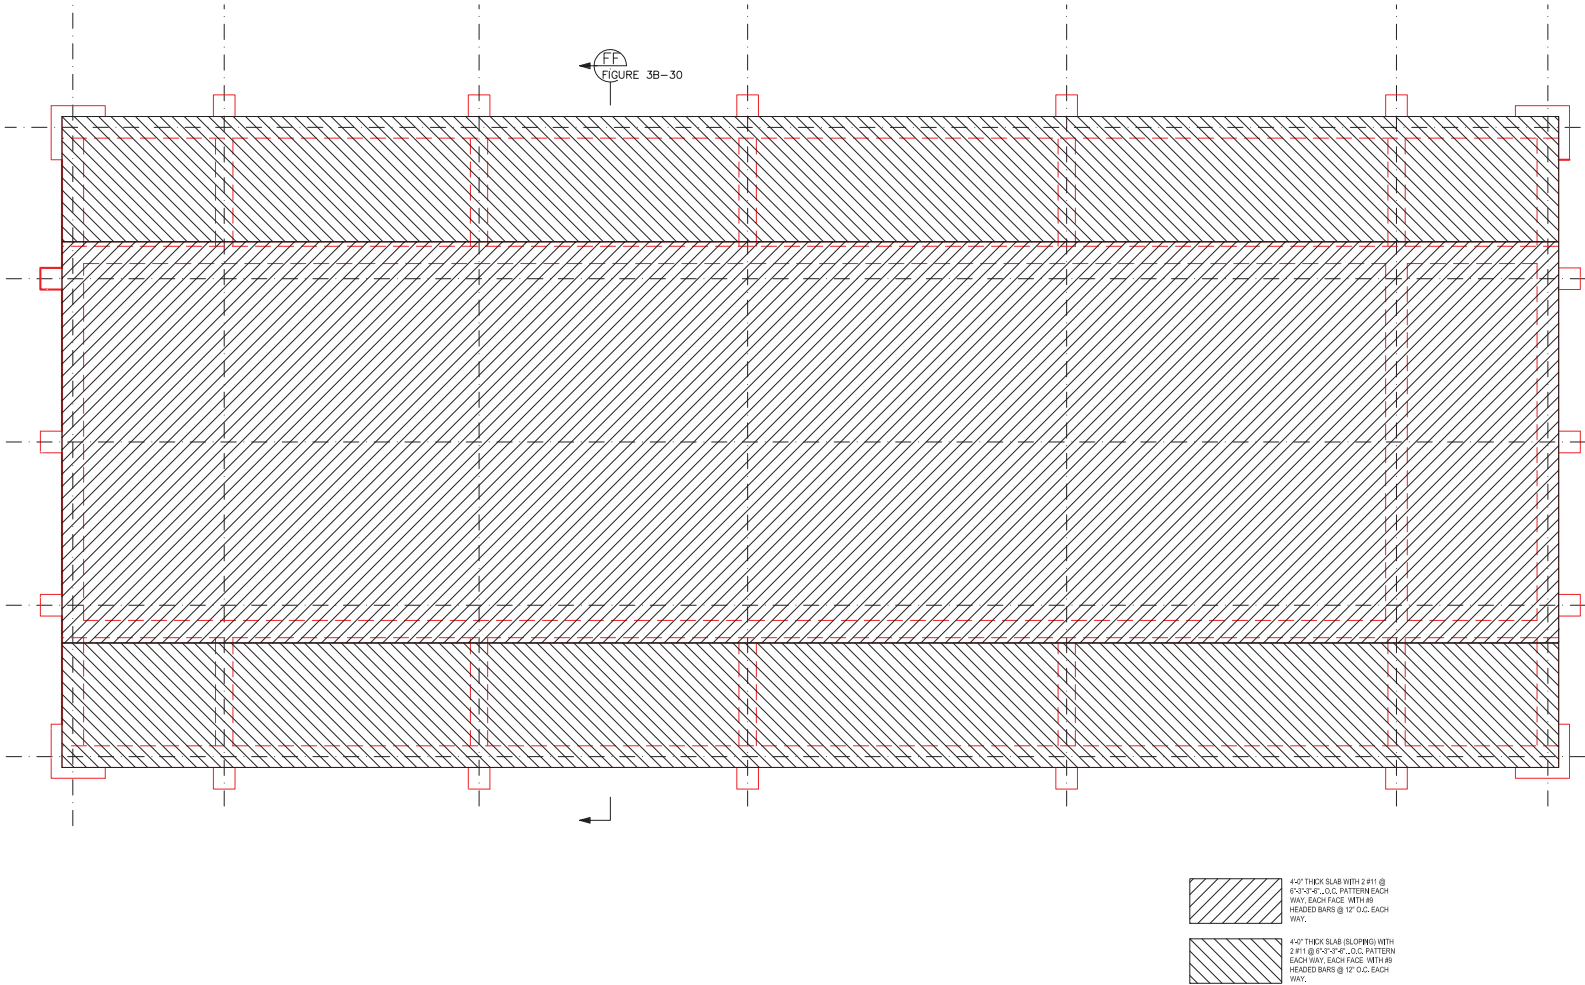 FF
FIGURE 3B-30
4'-0" THICK SLAB WITH 2 #11 @
6"-3"-3"-6"...O.C. PATTERN EACH
WAY, EACH FACE WITH #9
HEADED BARS @ 12" O.C. EACH
WAY.
4'-0" THICK SLAB (SLOPING) WITH
2 #11 @ 6"-3"-3"-6"...O.C. PATTERN
EACH WAY, EACH FACE WITH #9
HEADED BARS @ 12" O.C. EACH
WAY.